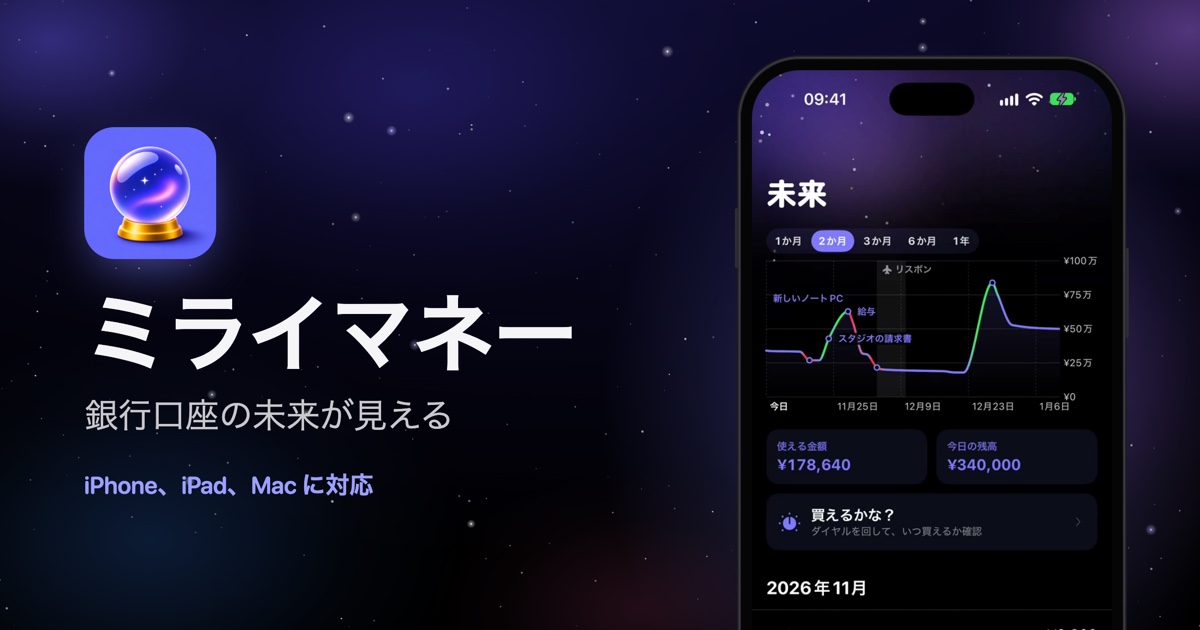 ミライマネー
銀行口座の未来が見える
iPhone、iPad、Mac に対応
09:41
未来
1か月 2か月 3か月 6か月 1年
リスボン
新しいノートPC
給与
スタジオの請求書
¥100万
¥75万
¥50万
¥25万
¥0
今日 11月25日 12月9日 12月23日 1月6日
使える金額
¥178,640
今日の残高
¥340,000
買えるかな？
ダイヤルを回して、いつ買えるか確認
2026年11月